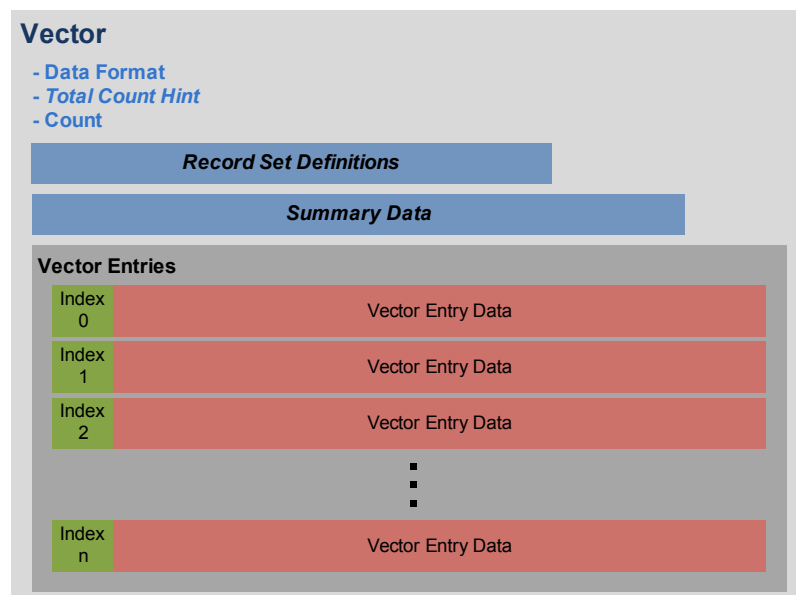 Vector
- Data Format
- Total Count Hint
- Count
Record Set Definitions
Summary Data
Vector Entries
Index
0
Vector Entry Data
Index
1
Vector Entry Data
Index
2
Vector Entry Data
Index
n
Vector Entry Data